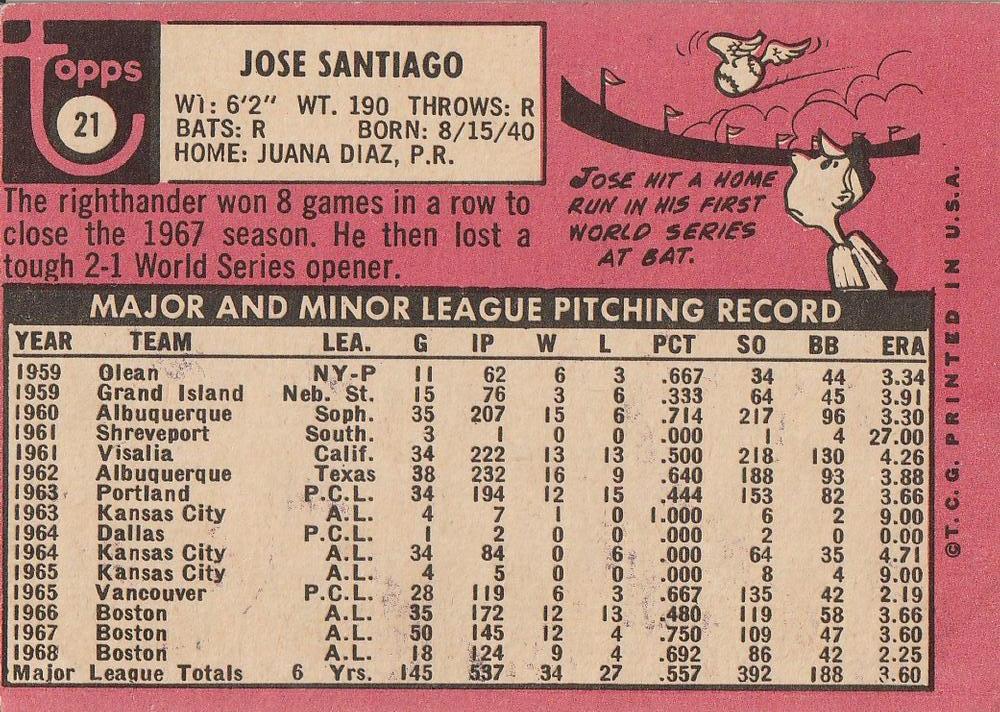 topps
21
JOSE SANTIAGO
WT: 6'2" WT. 190 THROWS: R
BATS: R BORN: 8/15/40
HOME: JUANA DIAZ, P.R.
The righthander won 8 games in a row to
close the 1967 season. He then lost a
tough 2-1 World Series opener.
JOSE HIT A HOME
RUN IN HIS FIRST
WORLD SERIES
AT BAT.
MAJOR AND MINOR LEAGUE PITCHING RECORD
YEAR TEAM LEA. G IP W L PCT SO BB ERA
1959 Olean NY-P 11 62 6 3 .667 34 44 3.34
1959 Grand Island Neb. St. 15 76 3 6 .333 64 45 3.91
1960 Albuquerque Soph. 35 207 15 6 .714 217 96 3.30
1961 Shreveport South. 3 1 0 0 .000 1 4 27.00
1961 Visalia Calif. 34 222 13 13 .500 218 130 4.26
1962 Albuquerque Texas 38 232 16 9 .640 188 93 3.88
1963 Portland P.C.L. 34 194 12 15 .444 153 82 3.66
1963 Kansas City A.L. 4 7 1 0 1.000 6 2 9.00
1964 Dallas P.C.L. 1 2 0 0 .000 2 0 0.00
1964 Kansas City A.L. 34 84 0 6 .000 64 35 4.71
1965 Kansas City A.L. 4 5 0 0 .000 8 4 9.00
1965 Vancouver P.C.L. 28 119 6 3 .667 135 42 2.19
1966 Boston A.L. 35 172 12 13 .480 119 58 3.66
1967 Boston A.L. 50 145 12 4 .750 109 47 3.60
1968 Boston A.L. 18 124 9 4 .692 86 42 2.25
Major League Totals 6 Yrs. 145 537 34 27 .557 392 188 3.60
©T.C.G. PRINTED IN U.S.A.